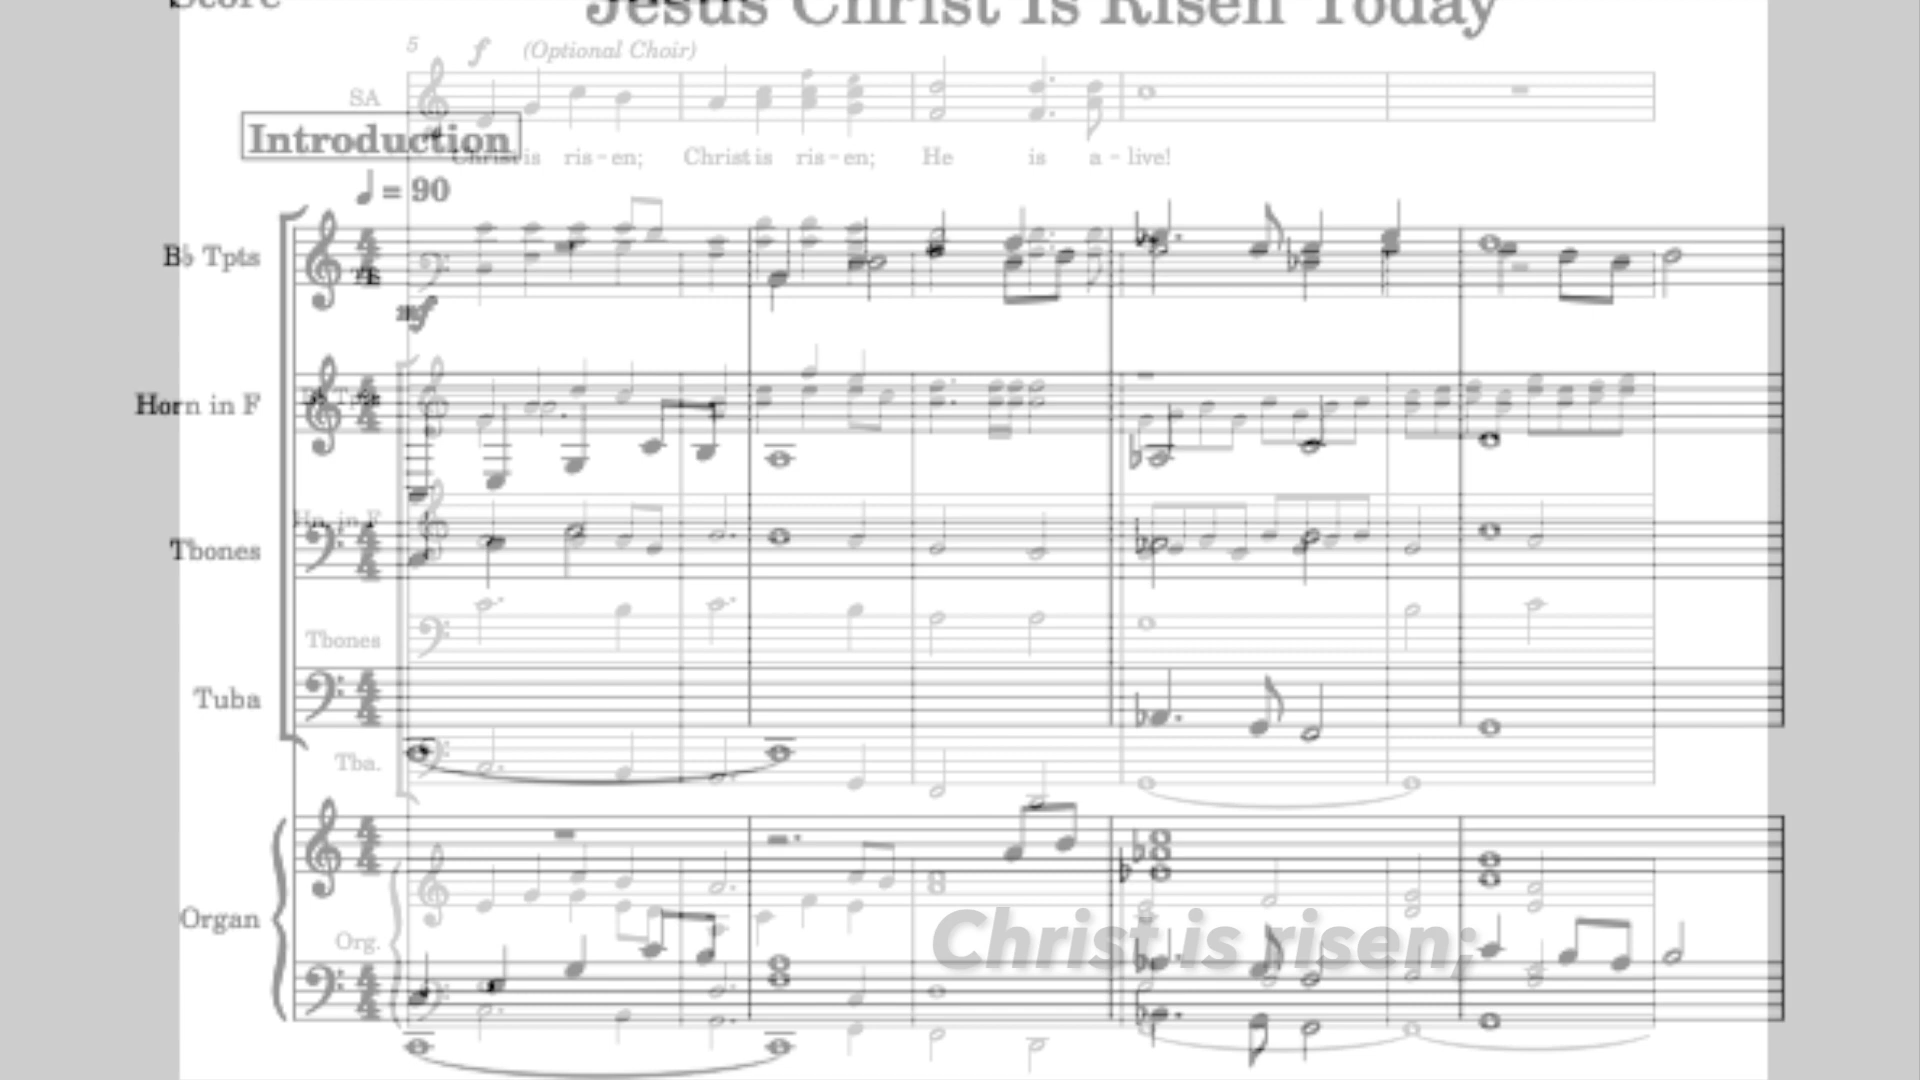 Score
Jesus Christ Is Risen Today
5
f (Optional Choir)
SA
Introduction
Christ is ris-en; Christ is ris-en; He is a-live!
♩ = 90
B♭ Tpts
mf
Horn in F
Hn. in F
Tbones
Tbones
Tuba
Tba.
Organ
Org.
Christ is risen;